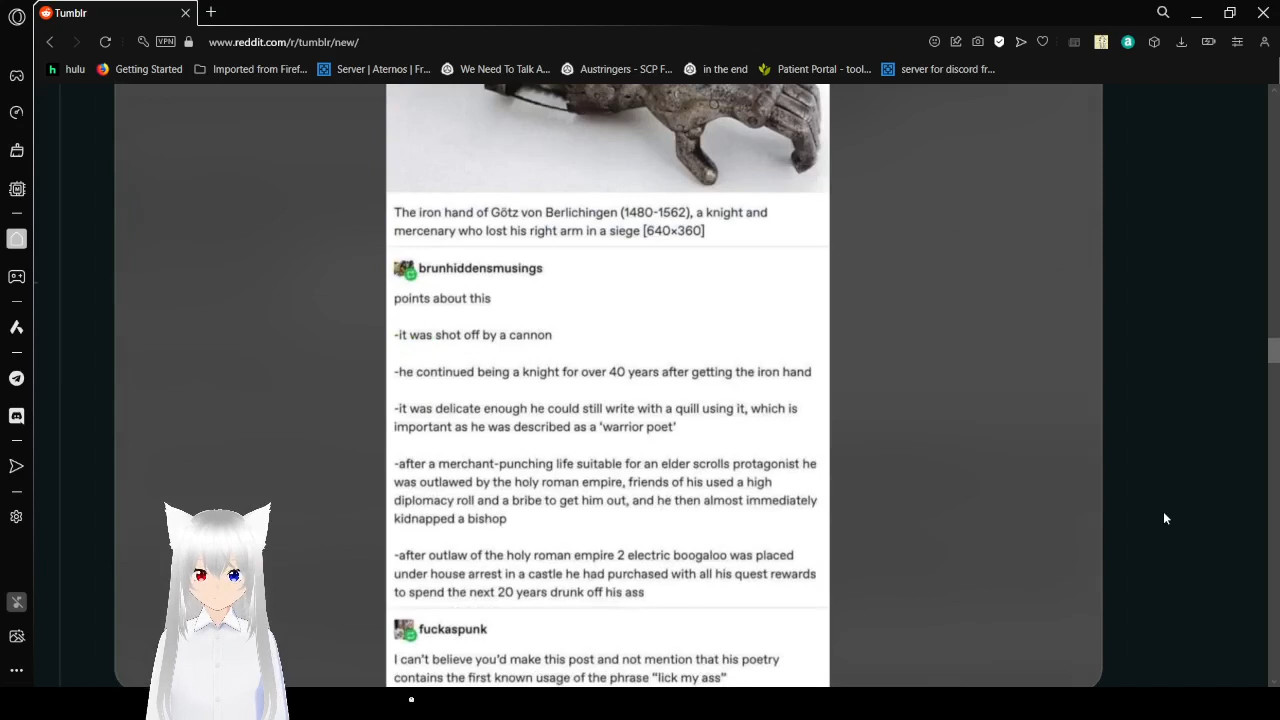 Tumblr
VPN
www.reddit.com/r/tumblr/new/
hulu
Getting Started
Imported from Firef...
Server | Aternos | Fr...
We Need To Talk A...
Austringers - SCP F...
in the end
Patient Portal - tool...
server for discord fr...
The iron hand of Götz von Berlichingen (1480-1562), a knight and
mercenary who lost his right arm in a siege [640×360]
brunhiddensmusings
points about this
-it was shot off by a cannon
-he continued being a knight for over 40 years after getting the iron hand
-it was delicate enough he could still write with a quill using it, which is
important as he was described as a ‘warrior poet’
-after a merchant-punching life suitable for an elder scrolls protagonist he
was outlawed by the holy roman empire, friends of his used a high
diplomacy roll and a bribe to get him out, and he then almost immediately
kidnapped a bishop
-after outlaw of the holy roman empire 2 electric boogaloo was placed
under house arrest in a castle he had purchased with all his quest rewards
to spend the next 20 years drunk off his ass
fuckaspunk
I can’t believe you’d make this post and not mention that his poetry
contains the first known usage of the phrase “lick my ass”